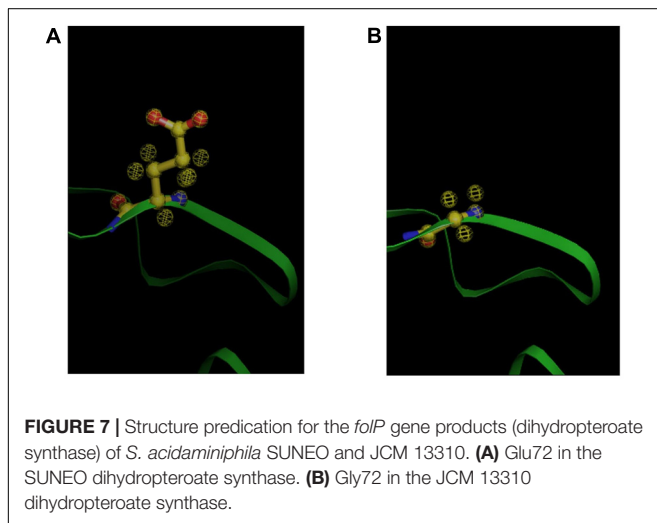 A
B
FIGURE 7 | Structure predication for the folP gene products (dihydropteroate
synthase) of S. acidaminiphila SUNEO and JCM 13310. (A) Glu72 in the
SUNEO dihydropteroate synthase. (B) Gly72 in the JCM 13310
dihydropteroate synthase.